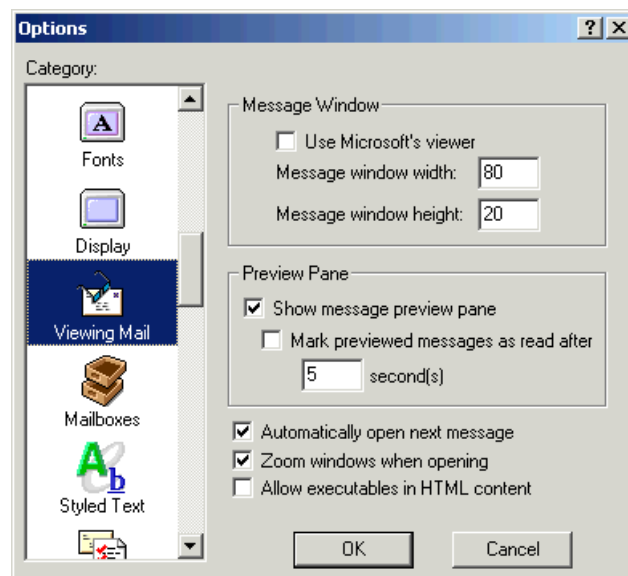 Options
Category:
A
Fonts
Display
Viewing Mail
Mailboxes
Ab
Styled Text
Message Window
Use Microsoft's viewer
Message window width: 80
Message window height: 20
Preview Pane
Show message preview pane
Mark previewed messages as read after
5 second(s)
Automatically open next message
Zoom windows when opening
Allow executables in HTML content
OK Cancel